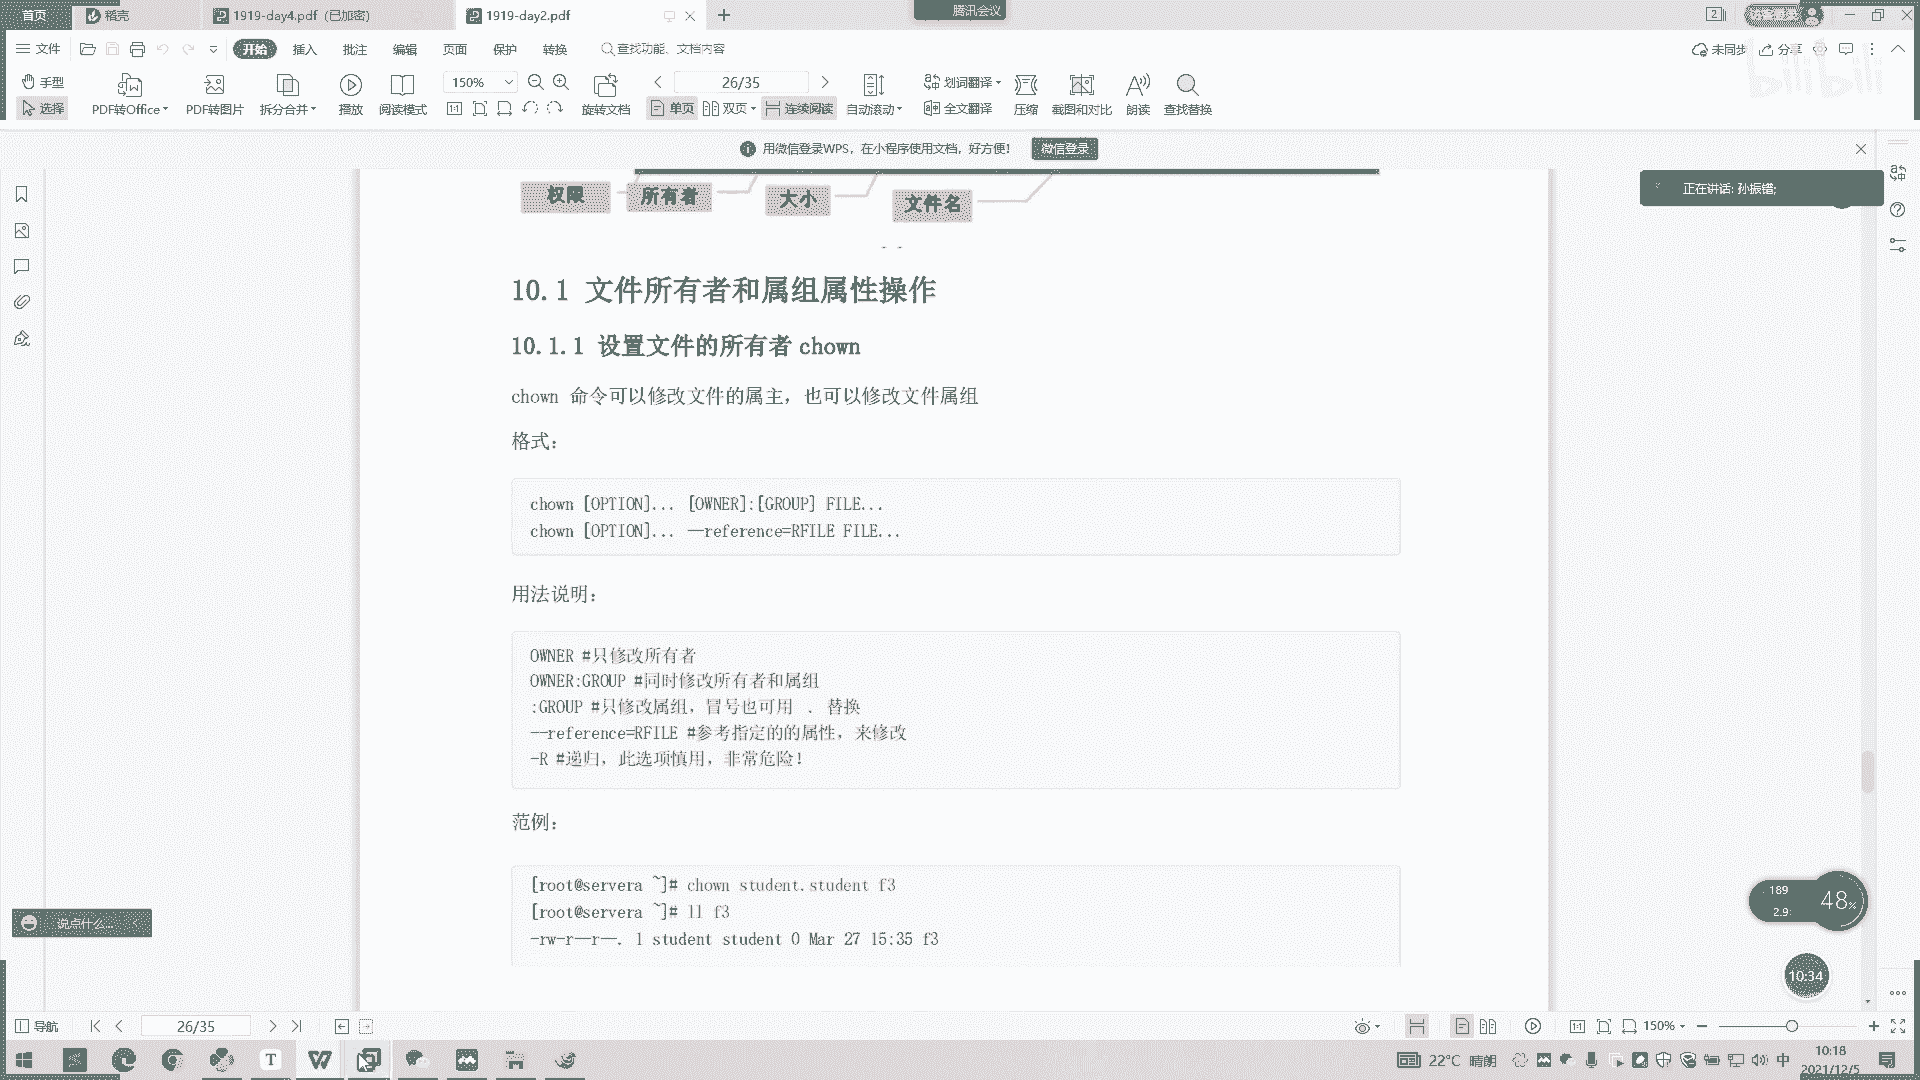 首页
稻壳
1919-day4.pdf（已加密）
1919-day2.pdf
腾讯会议
文件
开始
插入
批注
编辑
页面
保护
转换
查找功能、文档内容
未同步
分享
bilibili
手型
选择
PDF转Office
PDF转图片
拆分合并
播放
阅读模式
150%
旋转文档
26/35
单页
双页
连续阅读
自动滚动
划词翻译
全文翻译
压缩
截图和对比
朗读
查找替换
用微信登录WPS，在小程序使用文档，好方便！
微信登录
正在讲话: 孙振锴;
权限
所有者
大小
文件名
10.1 文件所有者和属组属性操作
10.1.1 设置文件的所有者 chown
chown 命令可以修改文件的属主，也可以修改文件属组
格式：
chown [OPTION]... [OWNER]:[GROUP] FILE...
chown [OPTION]... —reference=RFILE FILE...
用法说明：
OWNER #只修改所有者
OWNER:GROUP #同时修改所有者和属组
:GROUP #只修改属组，冒号也可用 . 替换
--reference=RFILE #参考指定的的属性，来修改
-R #递归，此选项慎用，非常危险！
范例：
[root@servera ~]# chown student.student f3
[root@servera ~]# ll f3
-rw-r--r--. 1 student student 0 Mar 27 15:35 f3
说点什么...
189
2.9
48%
10:34
导航
26/35
150%
22°C 晴朗
中
10:18
2021/12/5